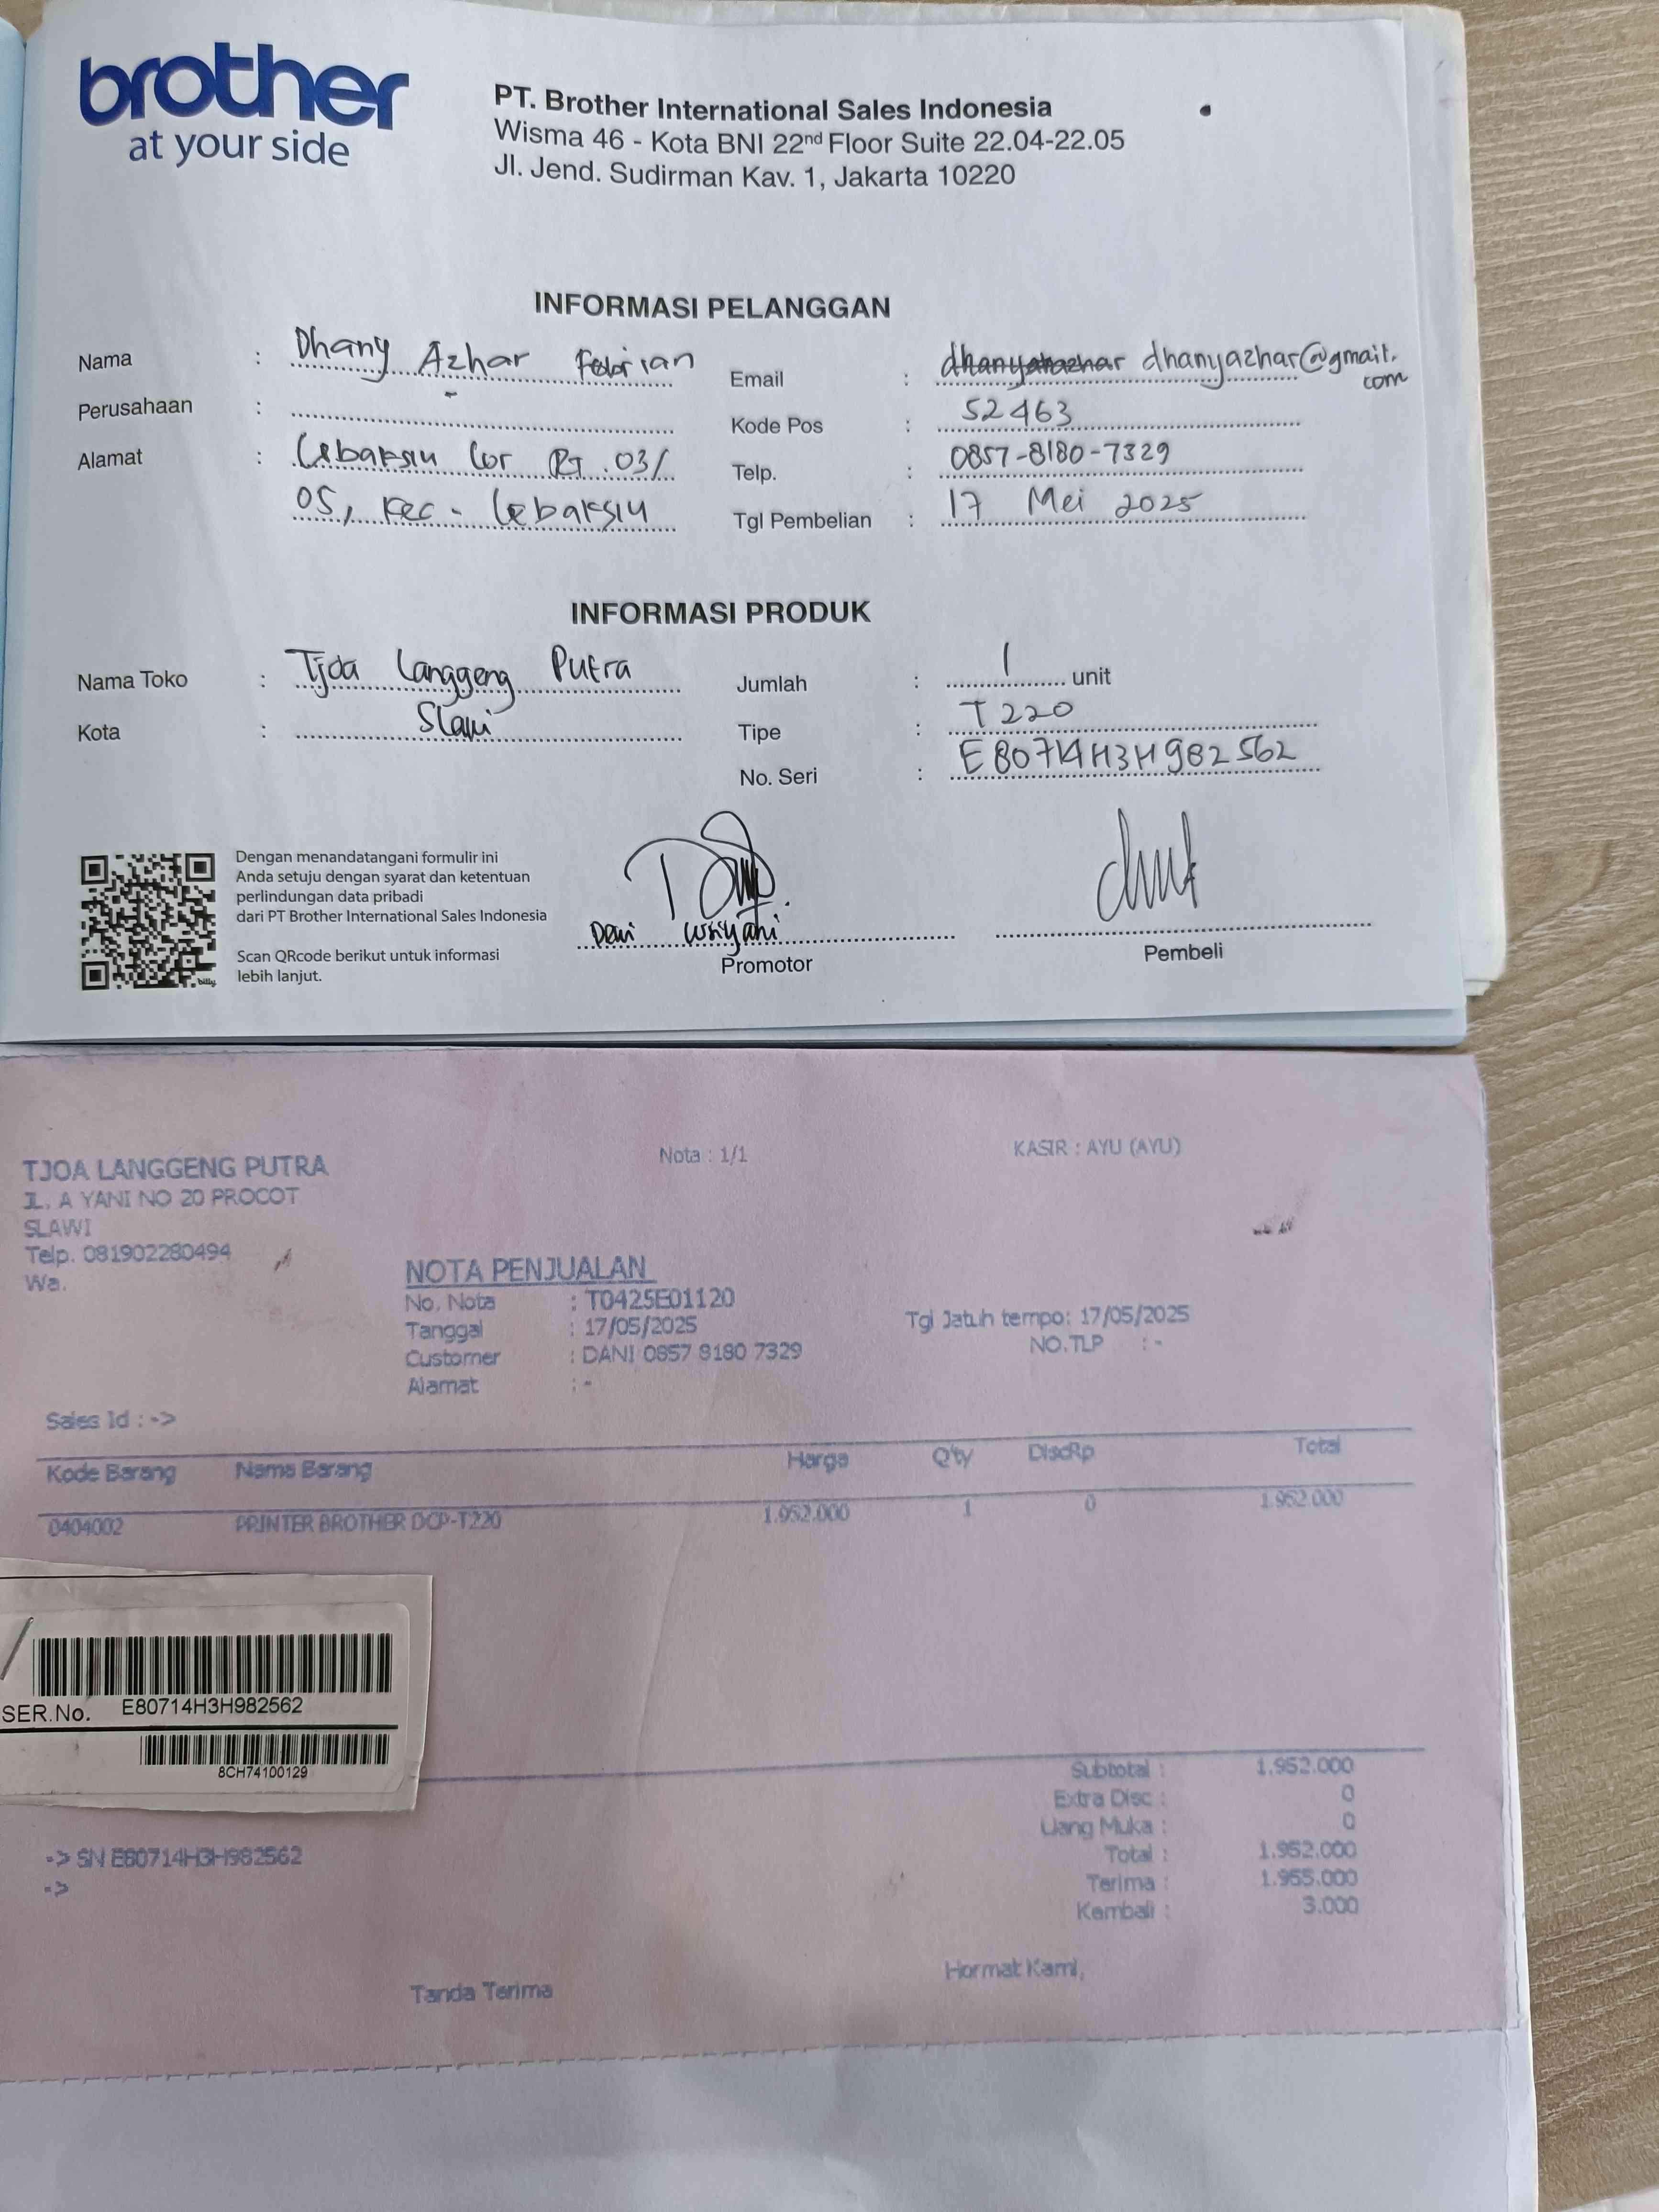 brother
at your side
PT. Brother International Sales Indonesia
Wisma 46 - Kota BNI 22nd Floor Suite 22.04-22.05
Jl. Jend. Sudirman Kav. 1, Jakarta 10220
INFORMASI PELANGGAN
Nama : Dhany Azhar Febrian
Perusahaan :
Alamat : Lebaksiu Lor Rt .03/
05, Kec. Lebaksiu
Email : dhanyazhar@gmail.
com
Kode Pos : 52463
Telp. : 0857-8180-7329
Tgl Pembelian : 17 Mei 2025
INFORMASI PRODUK
Nama Toko : Tjoa Langgeng Putra
Kota : Slawi
Jumlah : 1 unit
Tipe : T220
No. Seri : E80714H3H982562
Dengan menandatangani formulir ini
Anda setuju dengan syarat dan ketentuan
perlindungan data pribadi
dari PT Brother International Sales Indonesia
Scan QRcode berikut untuk informasi
lebih lanjut.
billy
Dewi
Promotor
Pembeli
TJOA LANGGENG PUTRA
JL. A YANI NO 20 PROCOT
SLAWI
Telp. 081902280494
Wa.
Nota : 1/1
KASIR : AYU (AYU)
NOTA PENJUALAN
No. Nota : T0425E01120
Tanggal : 17/05/2025
Customer : DANI 0857 8180 7329
Alamat : -
Tgl Jatuh tempo: 17/05/2025
NO.TLP : -
Sales Id : ->
Kode Barang Nama Barang Harga Q'ty DiscRp Total
0404002 PRINTER BROTHER DCP-T220 1.952.000 1 0 1.952.000
SER.No. E80714H3H982562
8CH74100129
Subtotal : 1.952.000
Extra Disc : 0
Uang Muka : 0
Total : 1.952.000
Terima : 1.955.000
Kembali : 3.000
-> SN E80714H3H982562
->
Tanda Terima
Hormat Kami,